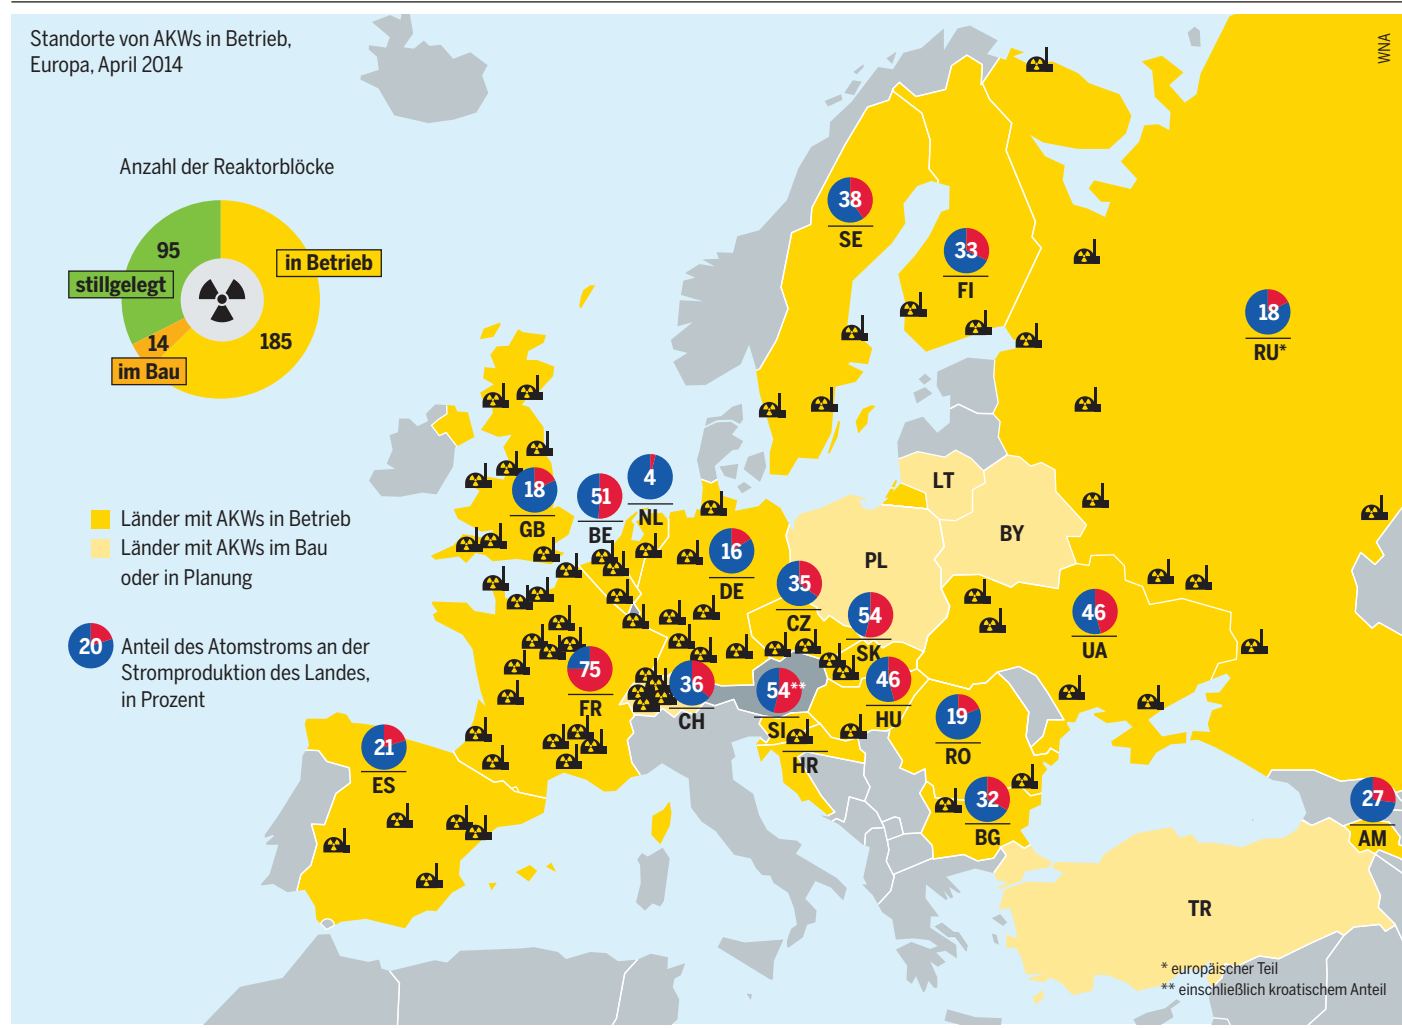 Standorte von AKWs in Betrieb,
Europa, April 2014
WNA
Anzahl der Reaktorblöcke
95
in Betrieb
stillgelegt
14
185
im Bau
Länder mit AKWs in Betrieb
Länder mit AKWs im Bau
oder in Planung
20
Anteil des Atomstroms an der
Stromproduktion des Landes,
in Prozent
38
SE
33
FI
18
RU*
18
GB
51
BE
4
NL
16
DE
LT
BY
PL
35
CZ
54
SK
46
UA
75
FR
36
CH
54**
SI
46
HU
HR
19
RO
21
ES
32
BG
27
AM
TR
* europäischer Teil
** einschließlich kroatischem Anteil